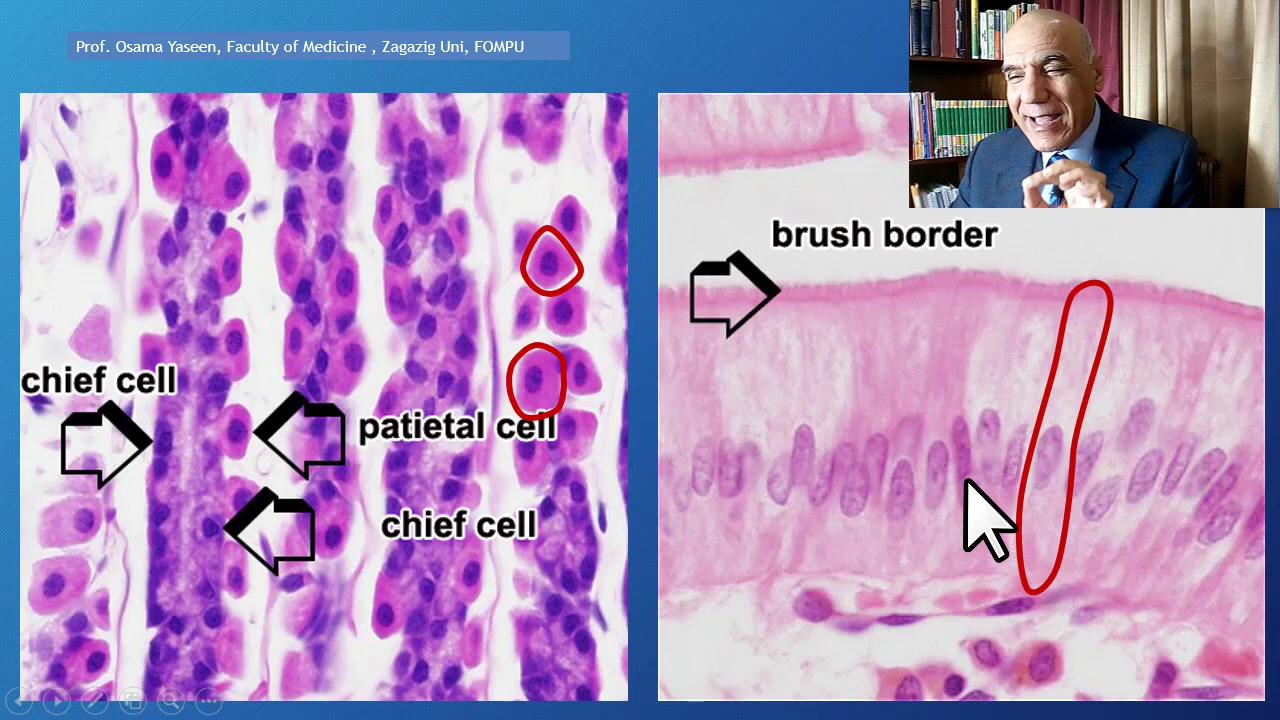 Prof. Osama Yaseen, Faculty of Medicine , Zagazig Uni, FOMPU
brush border
chief cell
patietal cell
chief cell